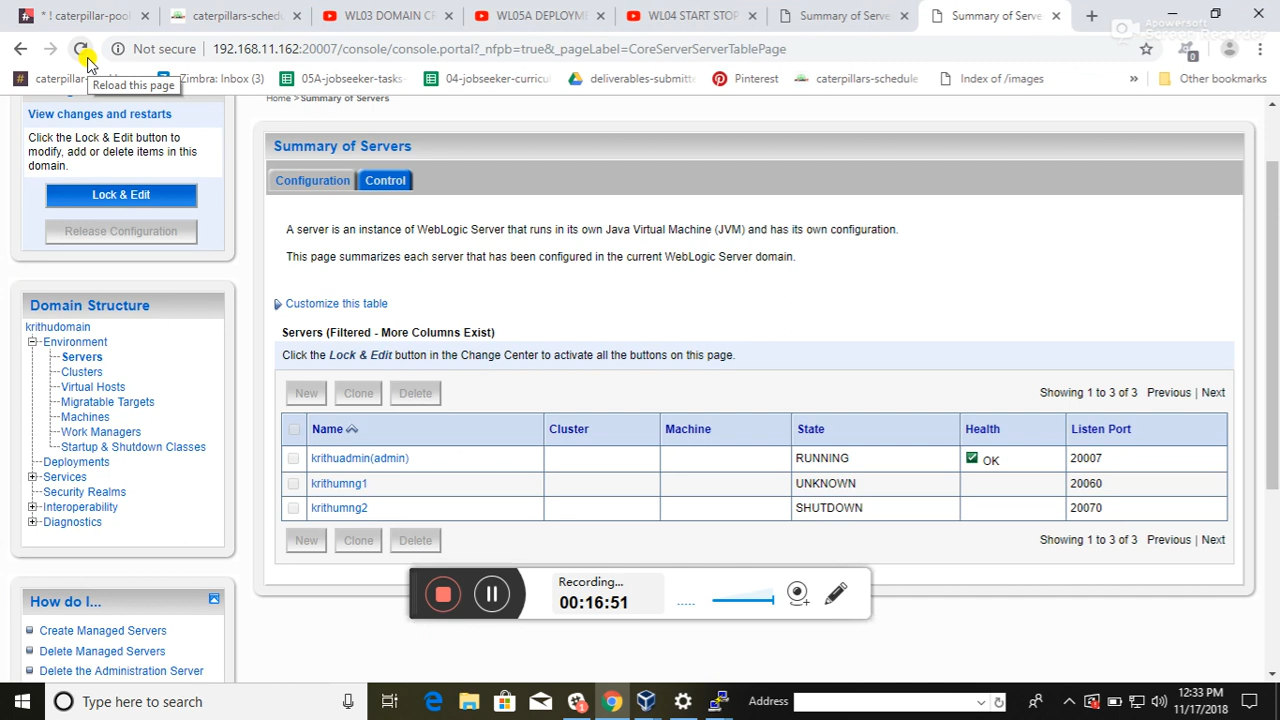 * ! caterpillar-pool
caterpillars-schedu
WL03 DOMAIN CR
WL05A DEPLOYM
WL04 START STOP
Summary of Serve
Summary of Serve
Apowersoft
Screen Recorder
Not secure
192.168.11.162:20007/console/console.portal?_nfpb=true&_pageLabel=CoreServerServerTablePage
caterpillar
Zimbra: Inbox (3)
05A-jobseeker-tasks-
04-jobseeker-curricu
deliverables-submitte
Pinterest
caterpillars-schedule
Index of /images
Other bookmarks
Reload this page
View changes and restarts
Click the Lock & Edit button to
modify, add or delete items in this
domain.
Lock & Edit
Release Configuration
Domain Structure
krithudomain
Environment
Servers
Clusters
Virtual Hosts
Migratable Targets
Machines
Work Managers
Startup & Shutdown Classes
Deployments
Services
Security Realms
Interoperability
Diagnostics
How do I...
Create Managed Servers
Delete Managed Servers
Delete the Administration Server
Home > Summary of Servers
Summary of Servers
Configuration Control
A server is an instance of WebLogic Server that runs in its own Java Virtual Machine (JVM) and has its own configuration.
This page summarizes each server that has been configured in the current WebLogic Server domain.
Customize this table
Servers (Filtered - More Columns Exist)
Click the Lock & Edit button in the Change Center to activate all the buttons on this page.
New Clone Delete Showing 1 to 3 of 3 Previous | Next
Name Cluster Machine State Health Listen Port
krithuadmin(admin) RUNNING OK 20007
krithumng1 UNKNOWN 20060
krithumng2 SHUTDOWN 20070
New Clone Delete Showing 1 to 3 of 3 Previous | Next
Recording...
00:16:51
Type here to search
Address
12:33 PM
11/17/2018